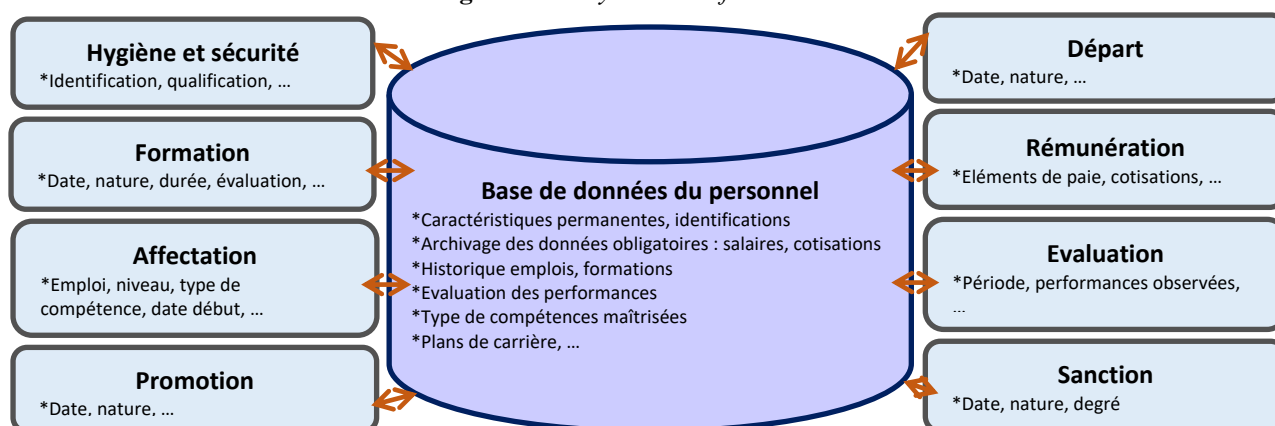 Hygiène et sécurité
*Identification, qualification, …
Formation
*Date, nature, durée, évaluation, …
Affectation
*Emploi, niveau, type de
compétence, date début, …
Promotion
*Date, nature, …
Base de données du personnel
*Caractéristiques permanentes, identifications
*Archivage des données obligatoires : salaires, cotisations
*Historique emplois, formations
*Evaluation des performances
*Type de compétences maîtrisées
*Plans de carrière, …
Départ
*Date, nature, …
Rémunération
*Eléments de paie, cotisations, …
Evaluation
*Période, performances observées,
…
Sanction
*Date, nature, degré